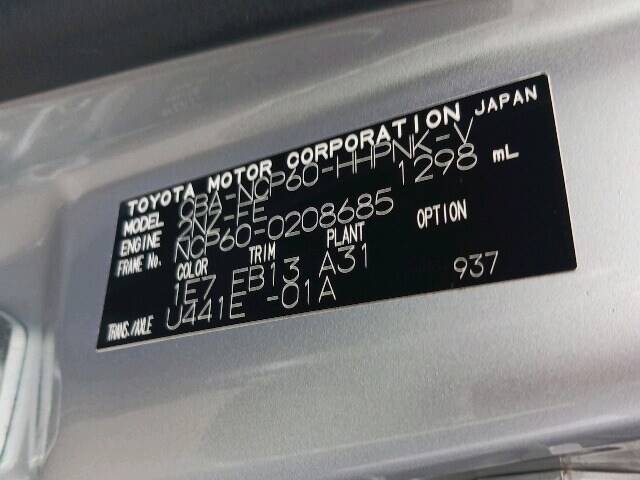 TOYOTA MOTOR CORPORATION JAPAN
MODEL CBA-NCP60-HHPNK-V
ENGINE 2NZ-FE 1298 mL
FRAME No. NCP60-0208685
COLOR TRIM PLANT OPTION
1E7 EB13 A31 937
TRANS./AXLE U441E -01A